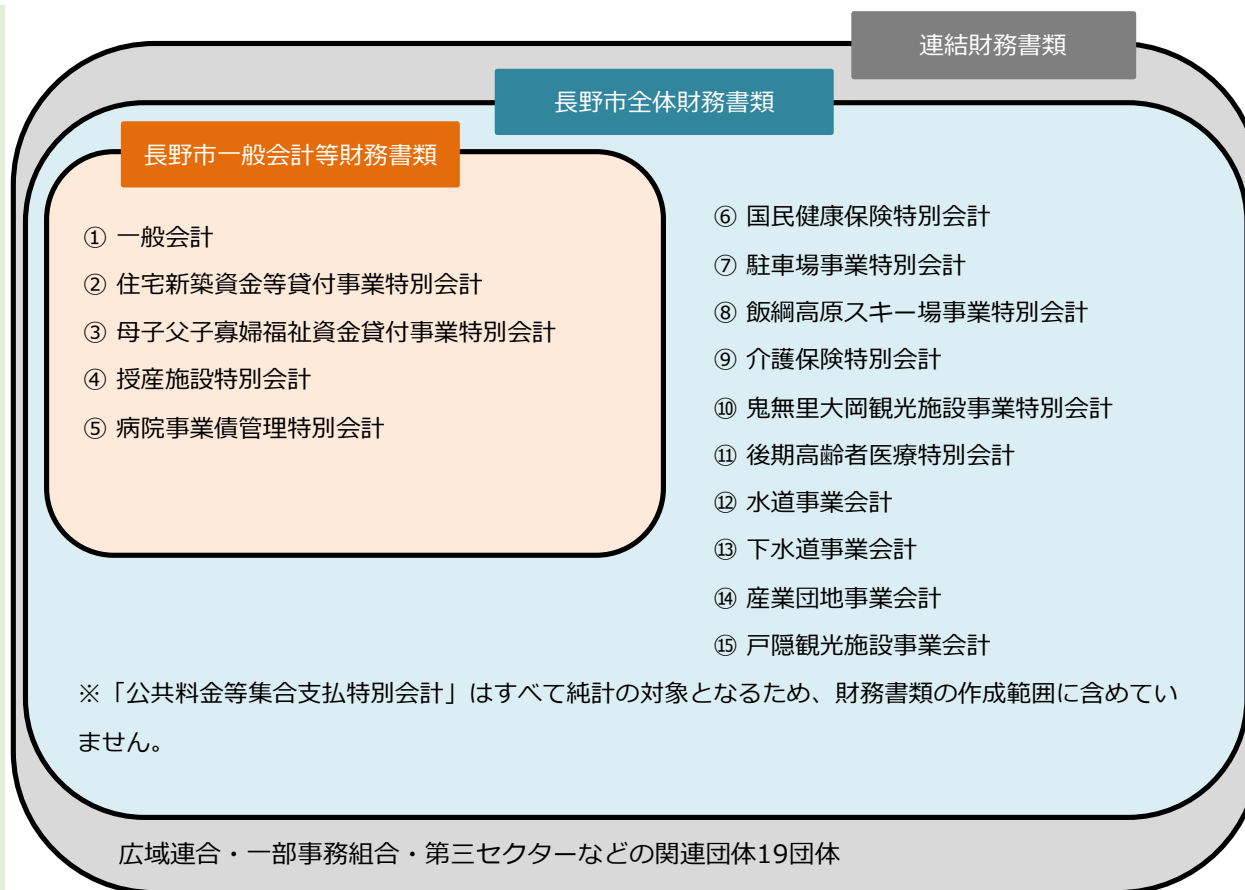 連結財務書類
長野市全体財務書類
長野市一般会計等財務書類
① 一般会計
② 住宅新築資金等貸付事業特別会計
③ 母子父子寡婦福祉資金貸付事業特別会計
④ 授産施設特別会計
⑤ 病院事業債管理特別会計
⑥ 国民健康保険特別会計
⑦ 駐車場事業特別会計
⑧ 飯綱高原スキー場事業特別会計
⑨ 介護保険特別会計
⑩ 鬼無里大岡観光施設事業特別会計
⑪ 後期高齢者医療特別会計
⑫ 水道事業会計
⑬ 下水道事業会計
⑭ 産業団地事業会計
⑮ 戸隠観光施設事業会計
※「公共料金等集合支払特別会計」はすべて純計の対象となるため、財務書類の作成範囲に含めてい
ません。
広域連合・一部事務組合・第三セクターなどの関連団体19団体